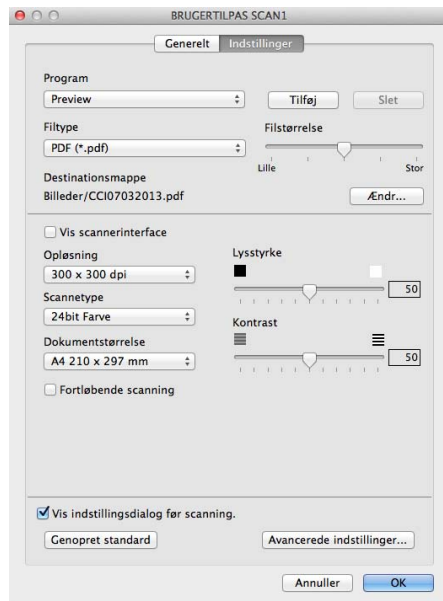 BRUGERTILPAS SCAN1
Generelt Indstillinger
Program
Preview Tilføj Slet
Filtype Filstørrelse
PDF (*.pdf)
Lille Stor
Destinationsmappe
Billeder/CCI07032013.pdf Ændr...
Vis scannerinterface
Opløsning Lysstyrke
300 x 300 dpi
50
Scannetype
24bit Farve
Kontrast
Dokumentstørrelse
A4 210 x 297 mm 50
Fortløbende scanning
Vis indstillingsdialog før scanning.
Genopret standard Avancerede indstillinger...
Annuller OK